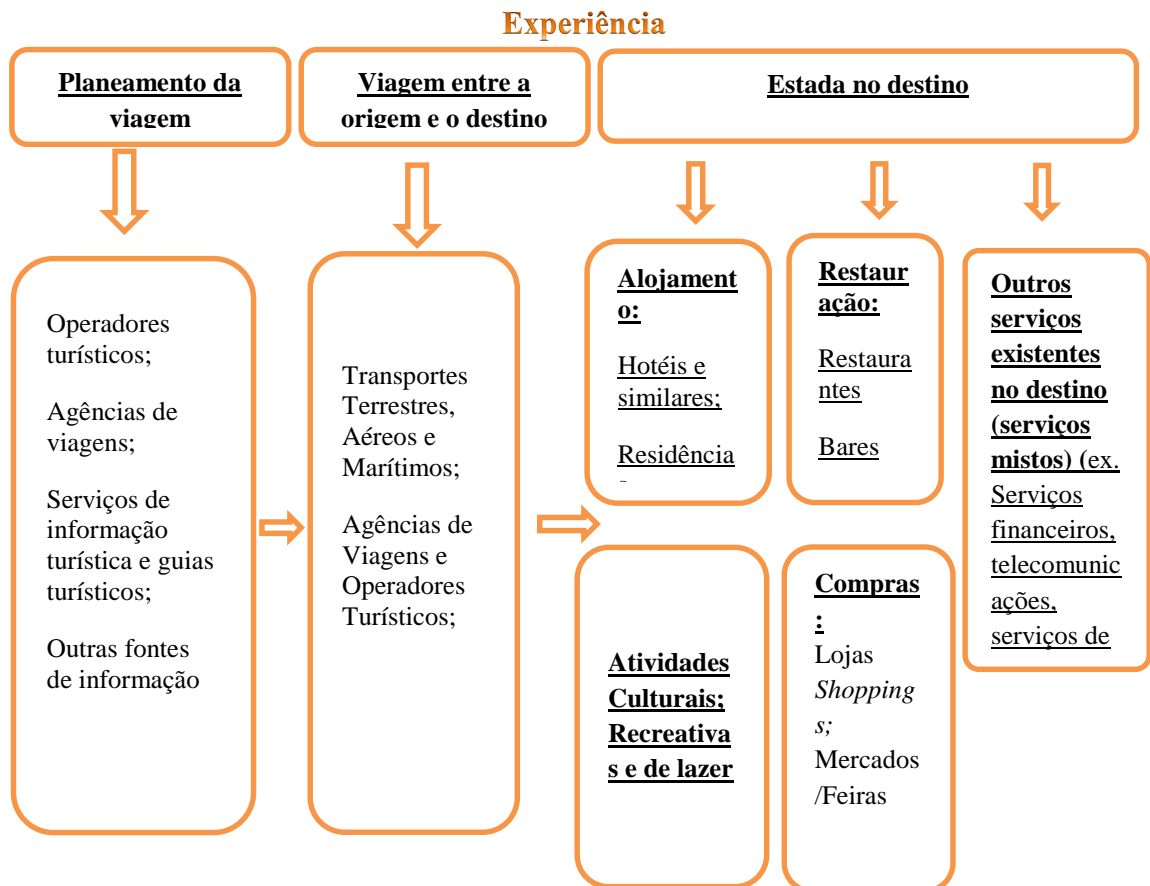 Experiência
Planeamento da
viagem
Viagem entre a
origem e o destino
Estada no destino
Operadores
turísticos;
Agências de
viagens;
Serviços de
informação
turística e guias
turísticos;
Outras fontes
de informação
Transportes
Terrestres,
Aéreos e
Marítimos;
Agências de
Viagens e
Operadores
Turísticos;
Alojament
o:
Hotéis e
similares;
Residência
Restaur
ação:
Restaura
ntes
Bares
Outros
serviços
existentes
no destino
(serviços
mistos) (ex.
Serviços
financeiros,
telecomunic
ações,
serviços de
Atividades
Culturais;
Recreativa
s e de lazer
Compras
:
Lojas
Shopping
s;
Mercados
/Feiras